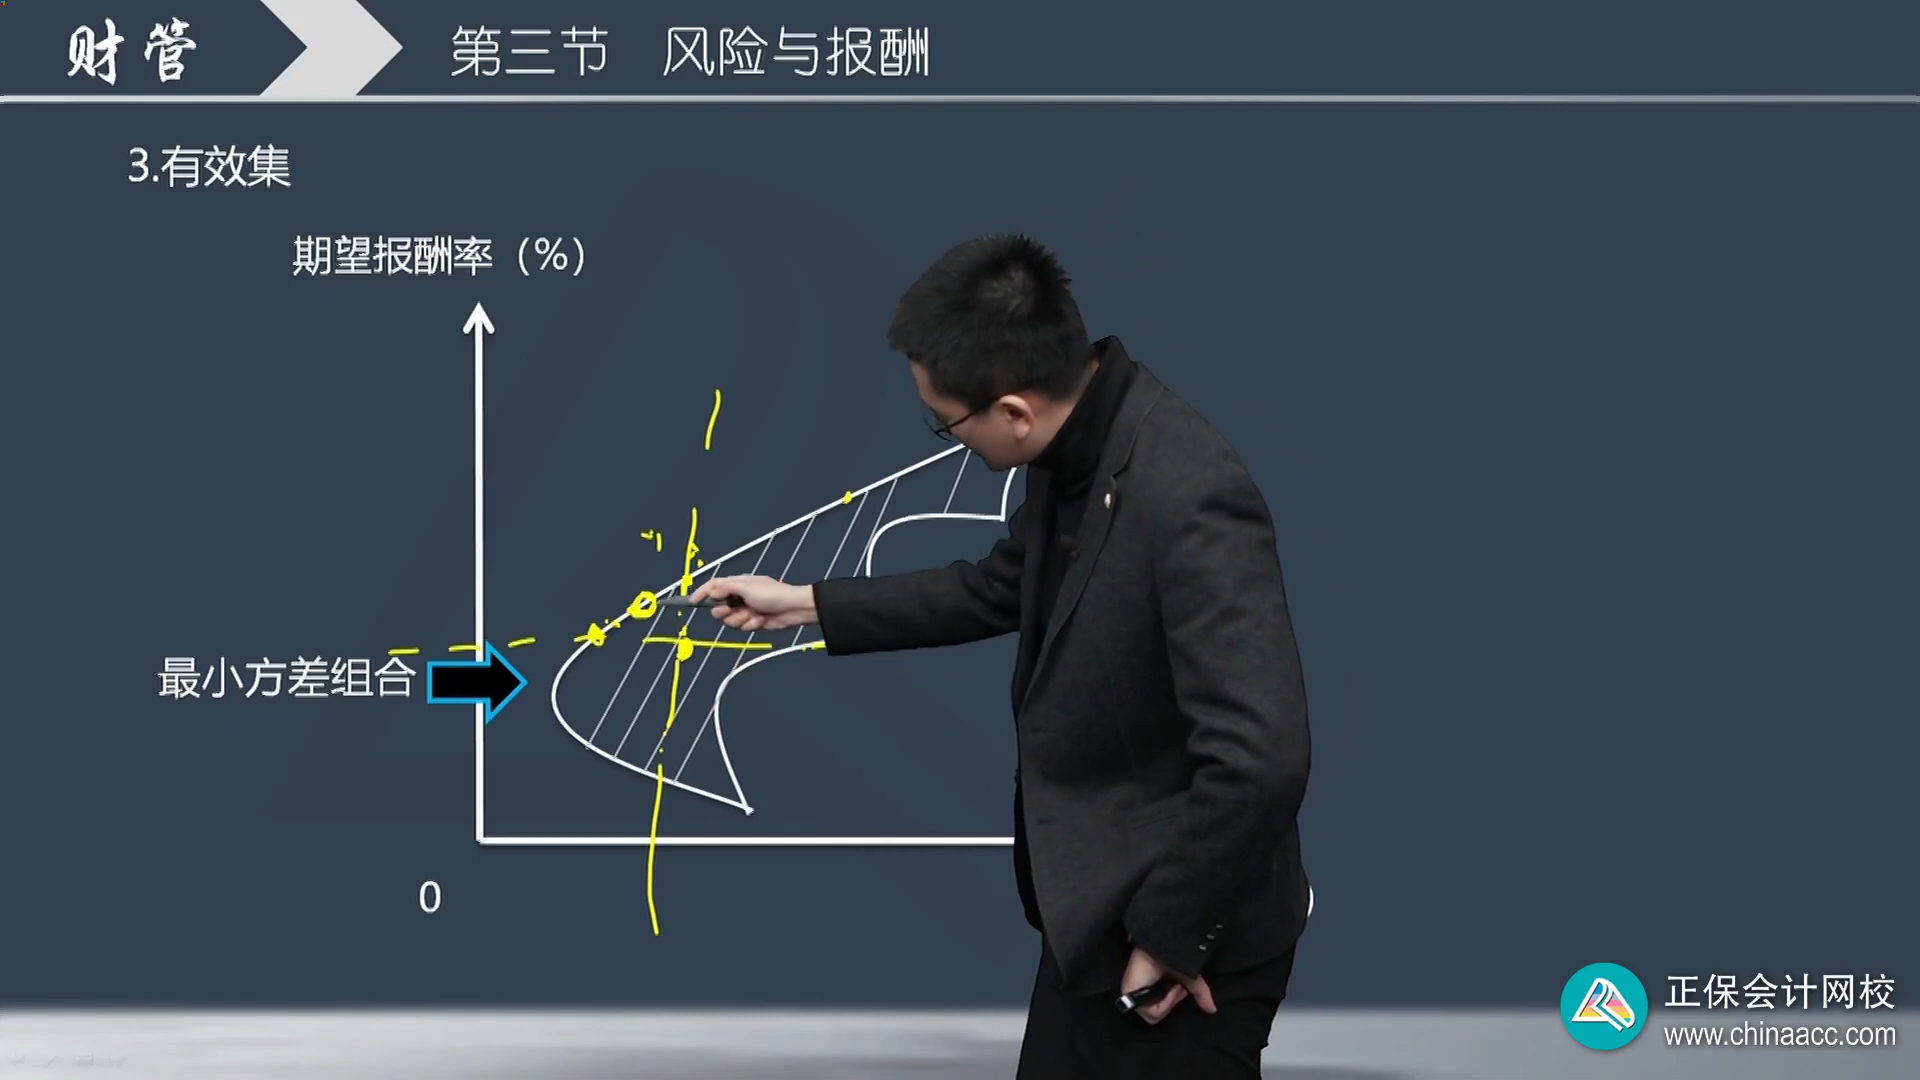 财管
第三节 风险与报酬
3.有效集
期望报酬率（%）
最小方差组合
0
正保会计网校
www.chinaacc.com